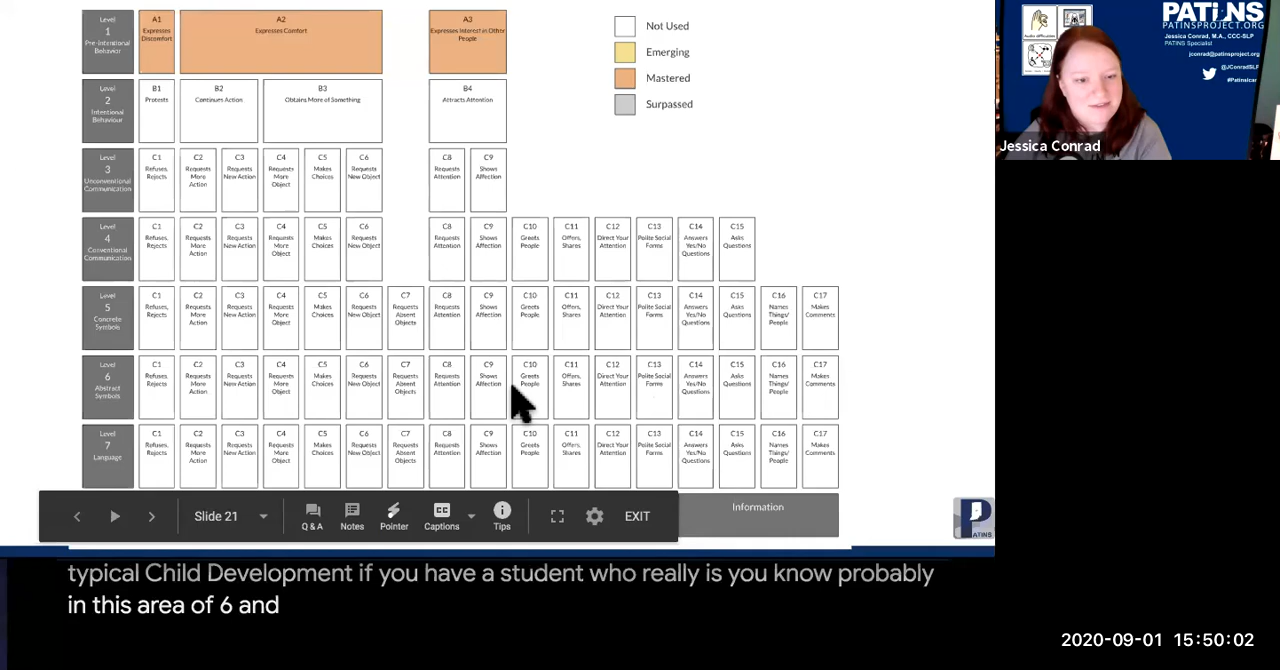 Level
1
Pre-Intentional
Behavior
A1
Expresses
Discomfort
A2
Expresses Comfort
A3
Expresses Interest in Other
People
Not Used
Emerging
Mastered
Surpassed
Level
2
Intentional
Behaviour
B1
Protests
B2
Continues Action
B3
Obtains More of Something
B4
Attracts Attention
Level
3
Unconventional
Communication
C1
Refuses,
Rejects
C2
Requests
More
Action
C3
Requests
New Action
C4
Requests
More
Object
C5
Makes
Choices
C6
Requests
New Object
C8
Requests
Attention
C9
Shows
Affection
Level
4
Conventional
Communication
C1
Refuses,
Rejects
C2
Requests
More
Action
C3
Requests
New Action
C4
Requests
More
Object
C5
Makes
Choices
C6
Requests
New Object
C8
Requests
Attention
C9
Shows
Affection
C10
Greets
People
C11
Offers,
Shares
C12
Direct Your
Attention
C13
Polite Social
Forms
C14
Answers
Yes/No
Questions
C15
Asks
Questions
Level
5
Concrete
Symbols
C1
Refuses,
Rejects
C2
Requests
More
Action
C3
Requests
New Action
C4
Requests
More
Object
C5
Makes
Choices
C6
Requests
New Object
C7
Requests
Absent
Objects
C8
Requests
Attention
C9
Shows
Affection
C10
Greets
People
C11
Offers,
Shares
C12
Direct Your
Attention
C13
Polite Social
Forms
C14
Answers
Yes/No
Questions
C15
Asks
Questions
C16
Names
Things/
People
C17
Makes
Comments
Level
6
Abstract
Symbols
C1
Refuses,
Rejects
C2
Requests
More
Action
C3
Requests
New Action
C4
Requests
More
Object
C5
Makes
Choices
C6
Requests
New Object
C7
Requests
Absent
Objects
C8
Requests
Attention
C9
Shows
Affection
C10
Greets
People
C11
Offers,
Shares
C12
Direct Your
Attention
C13
Polite Social
Forms
C14
Answers
Yes/No
Questions
C15
Asks
Questions
C16
Names
Things/
People
C17
Makes
Comments
Level
7
Language
C1
Refuses,
Rejects
C2
Requests
More
Action
C3
Requests
New Action
C4
Requests
More
Object
C5
Makes
Choices
C6
Requests
New Object
C7
Requests
Absent
Objects
C8
Requests
Attention
C9
Shows
Affection
C10
Greets
People
C11
Offers,
Shares
C12
Direct Your
Attention
C13
Polite Social
Forms
C14
Answers
Yes/No
Questions
C15
Asks
Questions
C16
Names
Things/
People
C17
Makes
Comments
Information
Slide 21
Q & A
Notes
Pointer
Captions
Tips
EXIT
PATINS
typical Child Development if you have a student who really is you know probably
in this area of 6 and
PATINS
PATINSPROJECT.ORG
Jessica Conrad, M.A., CCC-SLP
PATINS Specialist
jconrad@patinsproject.org
@JConradSLP
#PatinsIcam
Jessica Conrad
2020-09-01 15:50:02